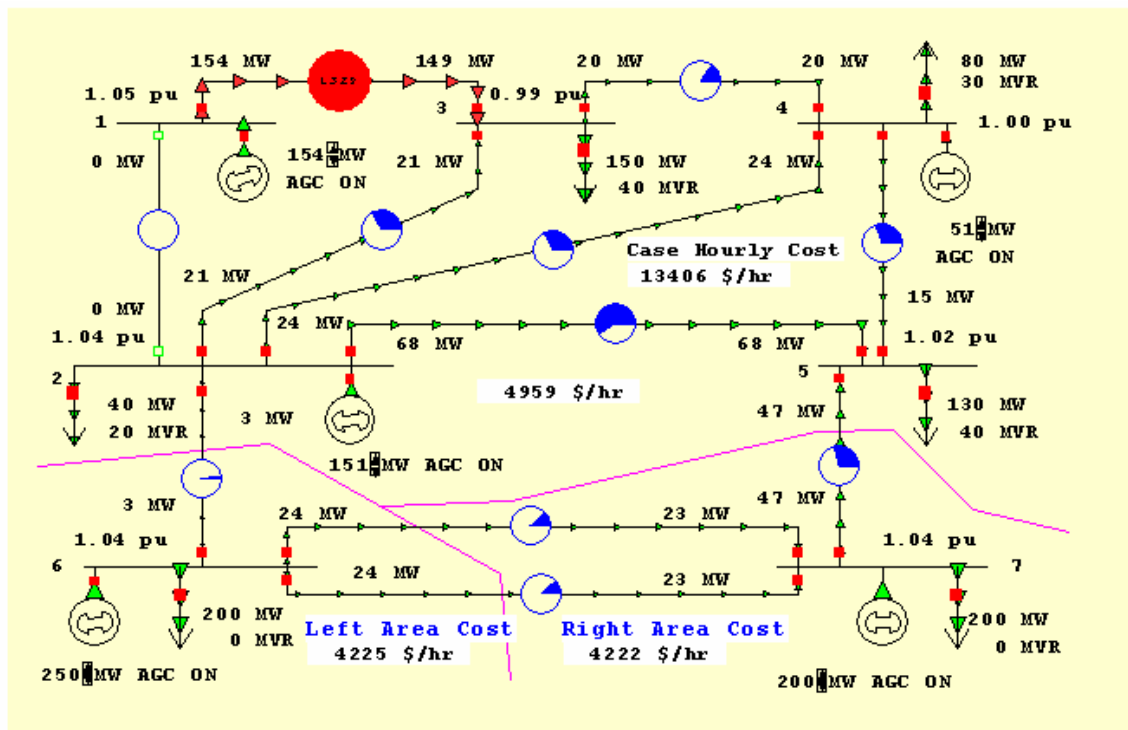 154 MW
149 MW
20 MW
20 MW
80 MW
30 MVR
1.05 pu
0.99 pu
1
3
4
1.00 pu
0 MW
154 MW
AGC ON
21 MW
150 MW
40 MVR
24 MW
51 MW
AGC ON
Case Hourly Cost
13406 $/hr
21 MW
15 MW
0 MW
24 MW
1.04 pu
68 MW
68 MW
1.02 pu
2
5
4959 $/hr
40 MW
20 MVR
3 MW
47 MW
130 MW
40 MVR
151 MW AGC ON
3 MW
24 MW
23 MW
47 MW
1.04 pu
1.04 pu
6
7
24 MW
23 MW
200 MW
0 MVR
Left Area Cost
4225 $/hr
Right Area Cost
4222 $/hr
200 MW
0 MVR
250 MW AGC ON
200 MW AGC ON